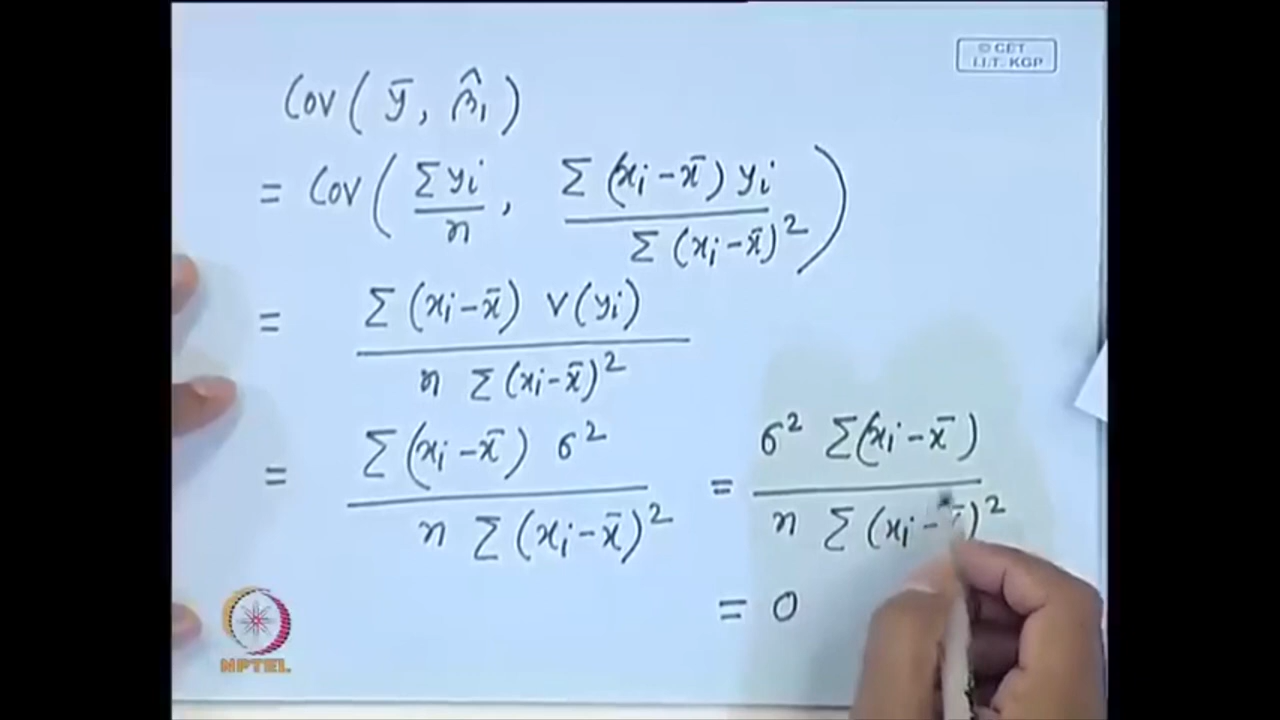 © CET
I.I.T. KGP
Cov( ȳ, β̂₁)
= Cov( Σyᵢ/n, Σ(xᵢ-x̄)yᵢ / Σ(xᵢ-x̄)² )
= Σ(xᵢ-x̄) V(yᵢ) / n Σ(xᵢ-x̄)²
= Σ(xᵢ-x̄) σ² / n Σ(xᵢ-x̄)² = σ² Σ(xᵢ-x̄) / n Σ(xᵢ-x̄)²
= 0
NPTEL